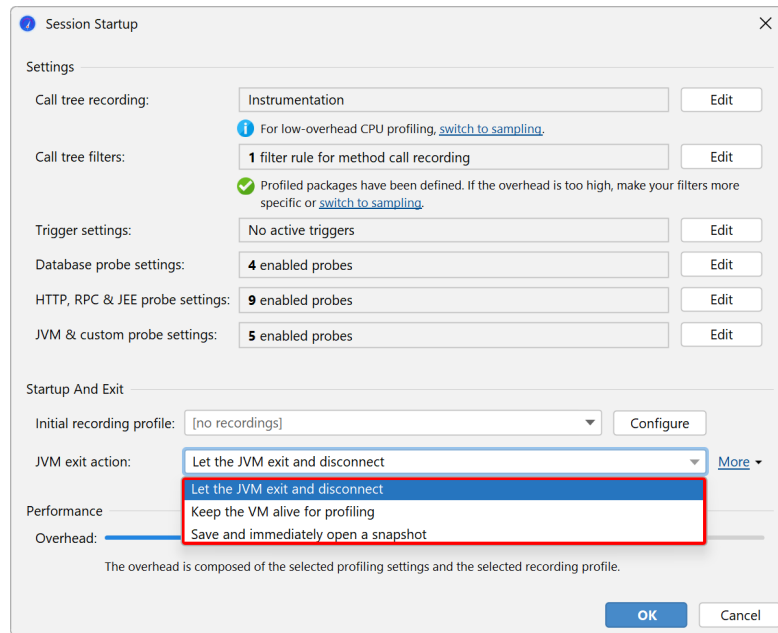 Session Startup
Settings
Call tree recording: Instrumentation Edit
For low-overhead CPU profiling, switch to sampling.
Call tree filters: 1 filter rule for method call recording Edit
Profiled packages have been defined. If the overhead is too high, make your filters more
specific or switch to sampling.
Trigger settings: No active triggers Edit
Database probe settings: 4 enabled probes Edit
HTTP, RPC & JEE probe settings: 9 enabled probes Edit
JVM & custom probe settings: 5 enabled probes Edit
Startup And Exit
Initial recording profile: [no recordings] Configure
JVM exit action: Let the JVM exit and disconnect More
Let the JVM exit and disconnect
Keep the VM alive for profiling
Save and immediately open a snapshot
Performance
Overhead:
The overhead is composed of the selected profiling settings and the selected recording profile.
OK Cancel